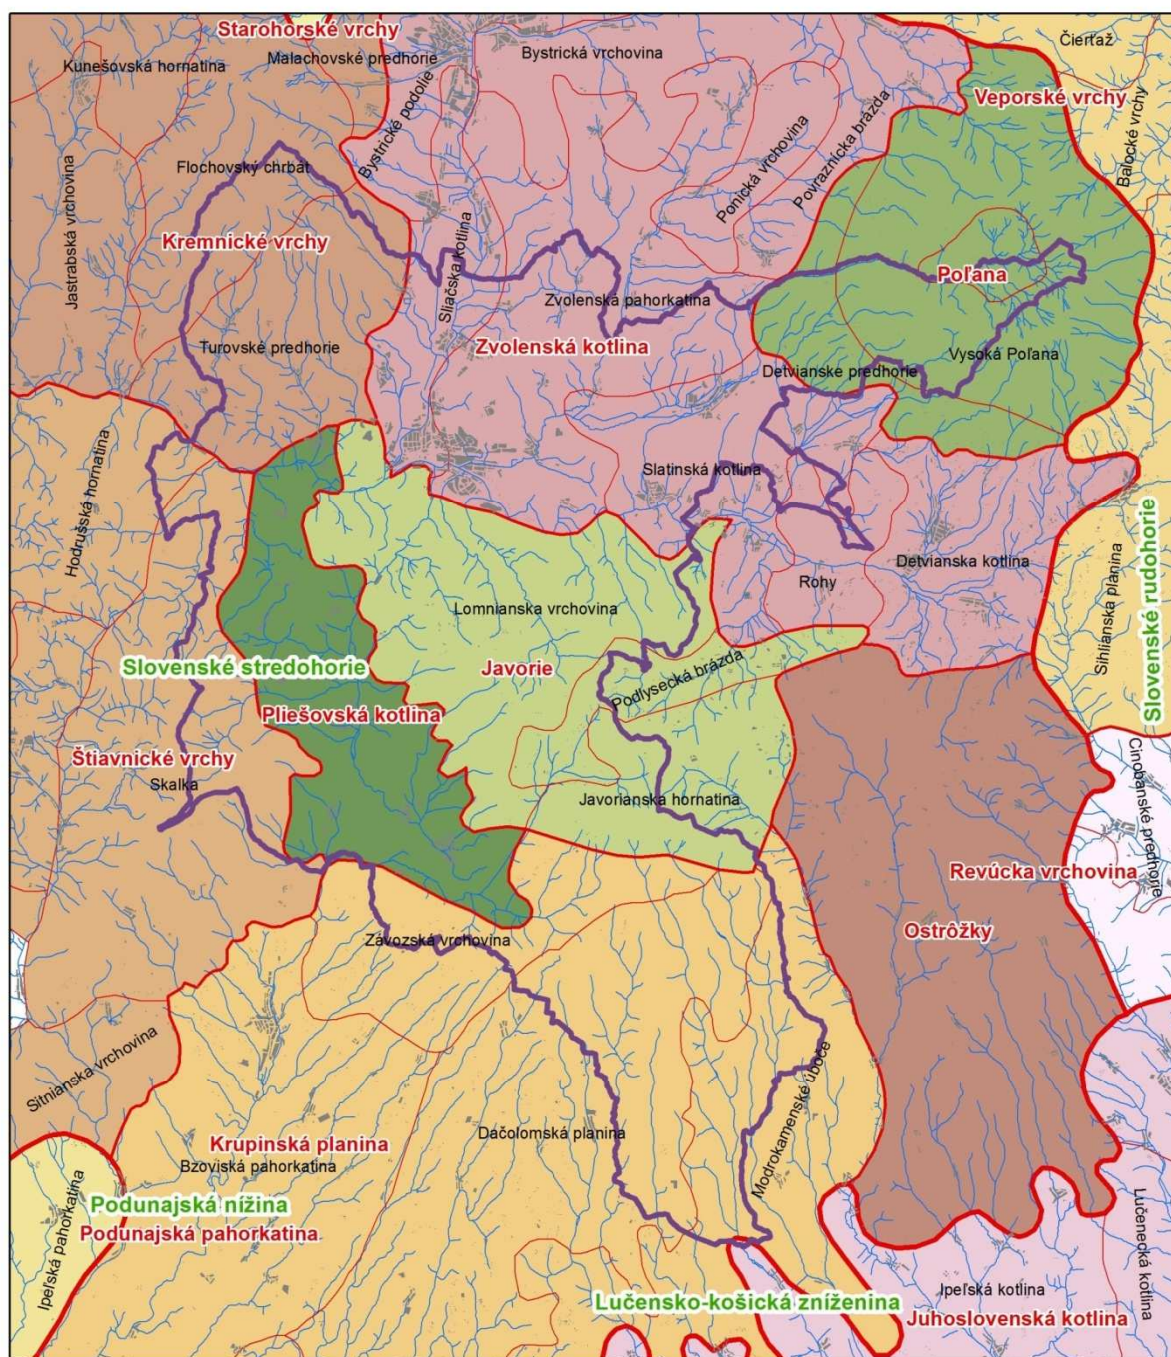 Starohorské vrchy
Čierťaž
Bystrická vrchovina
Malachovské predhorie
Kunešovská hornatina
Veporské vrchy
Bystrické podolie
Balocké vrchy
Ponická vrchovina
Povraznícka brázda
Flochovský chrbát
Jastrabská vrchovina
Kremnické vrchy
Sliačska kotlina
Poľana
Zvolenská pahorkatina
Turovské predhorie
Zvolenská kotlina
Vysoká Poľana
Detvianske predhorie
Slatinská kotlina
Hodrušská hornatina
Detvianska kotlina
Rohy
Lomnianska vrchovina
Sihlianska planina
Slovenské rudohorie
Slovenské stredohorie
Javorie
Podlysecká brázda
Pliešovská kotlina
Štiavnické vrchy
Skalka
Javorianska hornatina
Cinobanské predhorie
Revúcka vrchovina
Ostrôžky
Závozská vrchovina
Sitnianska vrchovina
Modrokamenské úbočie
Dačolomská planina
Krupinská planina
Bzovíská pahorkatina
Podunajská nížina
Podunajská pahorkatina
Ipeľská pahorkatina
Lučenecká kotlina
Ipeľská kotlina
Lučensko-košická zníženina
Juhoslovenská kotlina